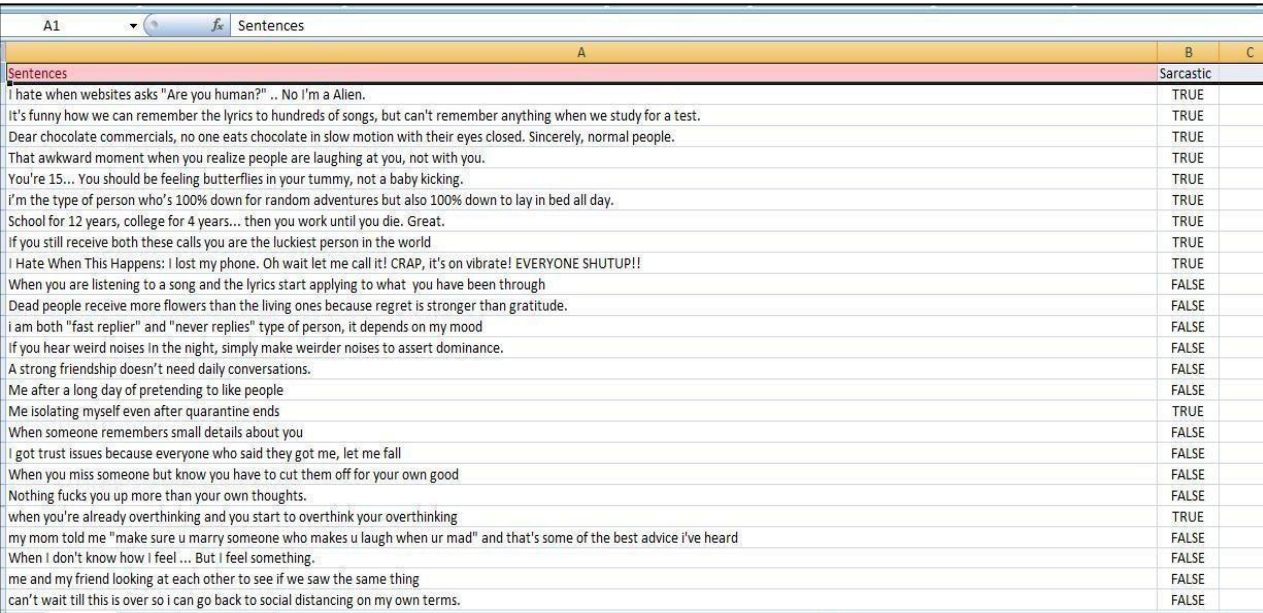 A1 fx Sentences
A B C
Sentences Sarcastic
I hate when websites asks "Are you human?" .. No I'm a Alien. TRUE
It's funny how we can remember the lyrics to hundreds of songs, but can't remember anything when we study for a test. TRUE
Dear chocolate commercials, no one eats chocolate in slow motion with their eyes closed. Sincerely, normal people. TRUE
That awkward moment when you realize people are laughing at you, not with you. TRUE
You're 15... You should be feeling butterflies in your tummy, not a baby kicking. TRUE
i’m the type of person who’s 100% down for random adventures but also 100% down to lay in bed all day. TRUE
School for 12 years, college for 4 years... then you work until you die. Great. TRUE
If you still receive both these calls you are the luckiest person in the world TRUE
I Hate When This Happens: I lost my phone. Oh wait let me call it! CRAP, it's on vibrate! EVERYONE SHUTUP!! TRUE
When you are listening to a song and the lyrics start applying to what  you have been through FALSE
Dead people receive more flowers than the living ones because regret is stronger than gratitude. FALSE
i am both "fast replier" and "never replies" type of person, it depends on my mood FALSE
If you hear weird noises In the night, simply make weirder noises to assert dominance. FALSE
A strong friendship doesn’t need daily conversations. FALSE
Me after a long day of pretending to like people FALSE
Me isolating myself even after quarantine ends TRUE
When someone remembers small details about you FALSE
I got trust issues because everyone who said they got me, let me fall FALSE
When you miss someone but know you have to cut them off for your own good FALSE
Nothing fucks you up more than your own thoughts. FALSE
when you're already overthinking and you start to overthink your overthinking TRUE
my mom told me "make sure u marry someone who makes u laugh when ur mad" and that's some of the best advice i've heard FALSE
When I don't know how I feel ... But I feel something. FALSE
me and my friend looking at each other to see if we saw the same thing FALSE
can’t wait till this is over so i can go back to social distancing on my own terms. FALSE